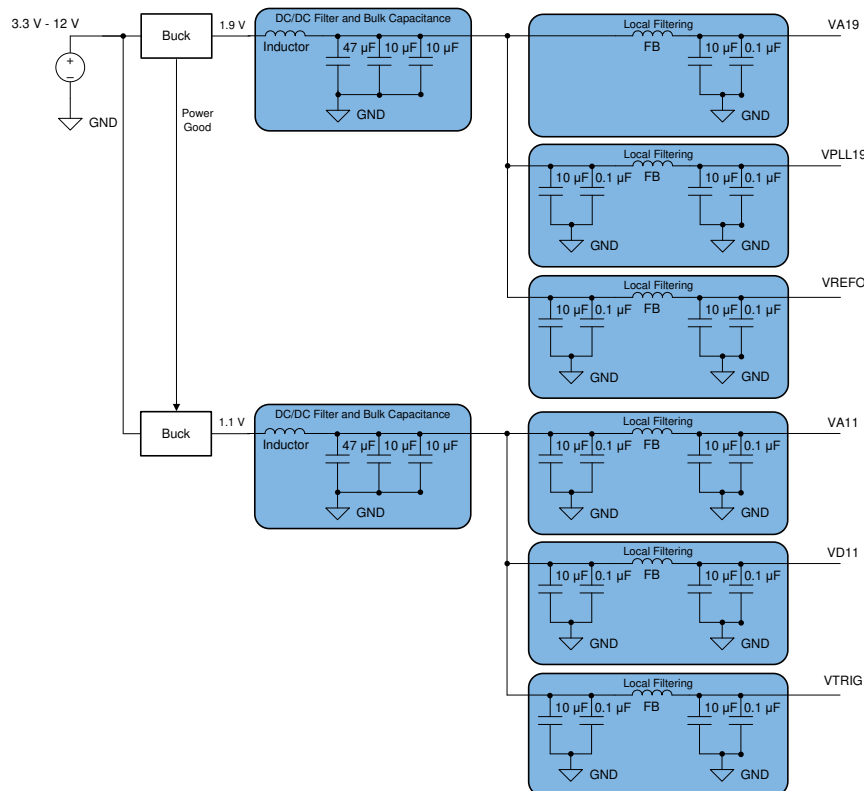 3.3 V - 12 V
GND
Buck
1.9 V
Power
Good
DC/DC Filter and Bulk Capacitance
Inductor
47 µF 10 µF 10 µF
GND
Local Filtering
FB
10 µF 0.1 µF
GND
VA19
Local Filtering
10 µF 0.1 µF
FB
10 µF 0.1 µF
GND
GND
VPLL19
Local Filtering
10 µF 0.1 µF
FB
10 µF 0.1 µF
GND
GND
VREFO
Buck
1.1 V
DC/DC Filter and Bulk Capacitance
Inductor
47 µF 10 µF 10 µF
GND
Local Filtering
10 µF 0.1 µF
FB
10 µF 0.1 µF
GND
GND
VA11
Local Filtering
10 µF 0.1 µF
FB
10 µF 0.1 µF
GND
GND
VD11
Local Filtering
10 µF 0.1 µF
FB
10 µF 0.1 µF
GND
GND
VTRIG